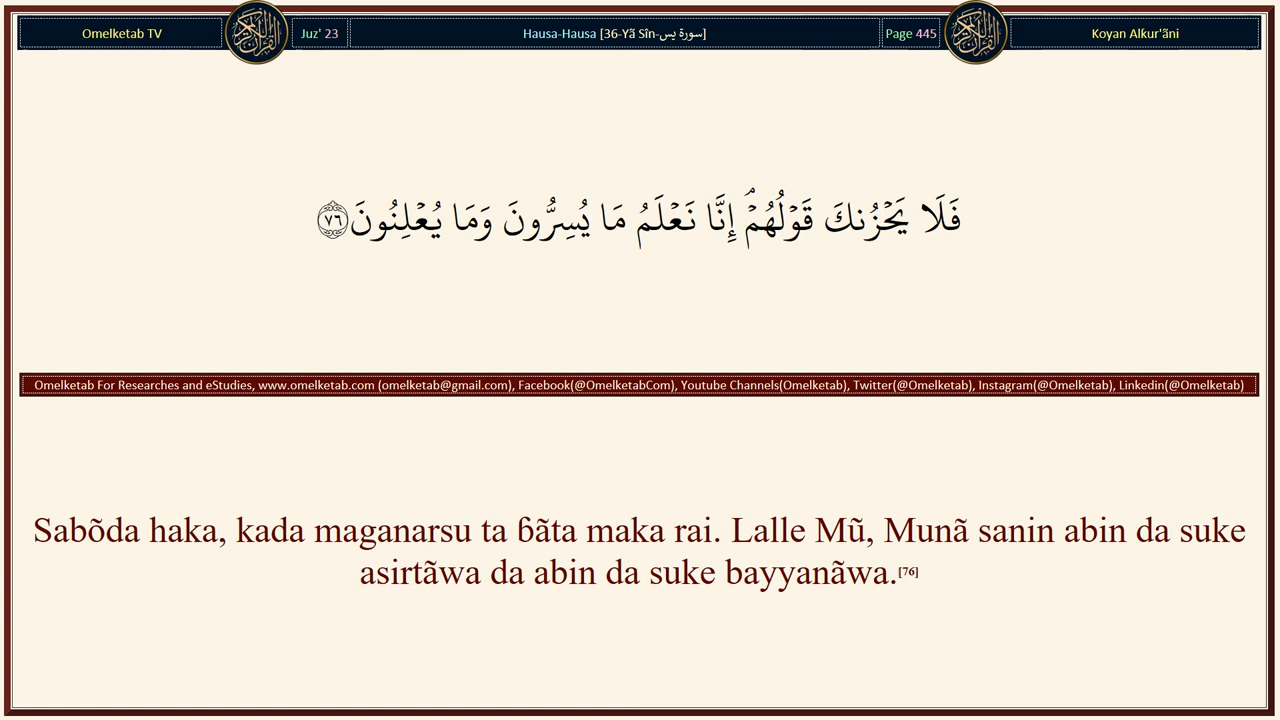 Omelketab TV
Juz' 23
Hausa-Hausa [36-Yã Sîn-سورة يس]
Page 445
Koyan Alƙur'ãni
فَلَا يَحۡزُنكَ قَوۡلُهُمۡۘ إِنَّا نَعۡلَمُ مَا يُسِرُّونَ وَمَا يُعۡلِنُونَ ٧٦
Omelketab For Researches and eStudies, www.omelketab.com (omelketab@gmail.com), Facebook(@OmelketabCom), Youtube Channels(Omelketab), Twitter(@Omelketab), Instagram(@Omelketab), Linkedin(@Omelketab)
Sabõda haka, kada maganarsu ta ɓãta maka rai. Lalle Mũ, Munã sanin abin da suke
asirtãwa da abin da suke bayyanãwa.[76]